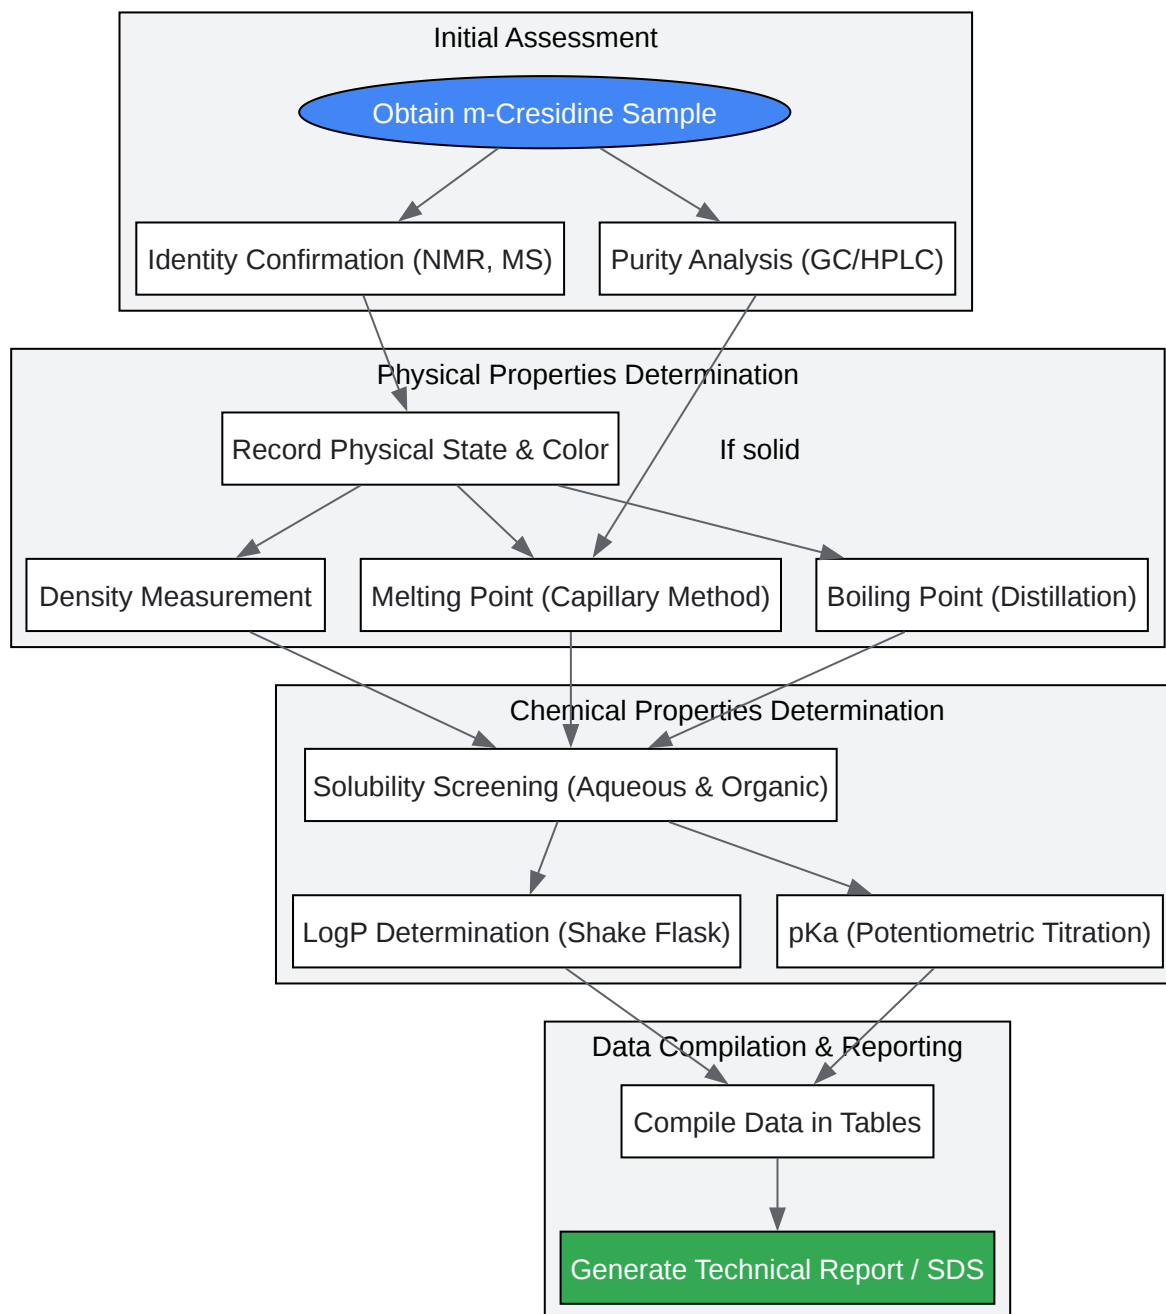 Initial Assessment
Obtain m-Cresidine Sample
Identity Confirmation (NMR, MS)
Purity Analysis (GC/HPLC)
Physical Properties Determination
Record Physical State & Color
If solid
Density Measurement
Melting Point (Capillary Method)
Boiling Point (Distillation)
Chemical Properties Determination
Solubility Screening (Aqueous & Organic)
LogP Determination (Shake Flask)
pKa (Potentiometric Titration)
Data Compilation & Reporting
Compile Data in Tables
Generate Technical Report / SDS